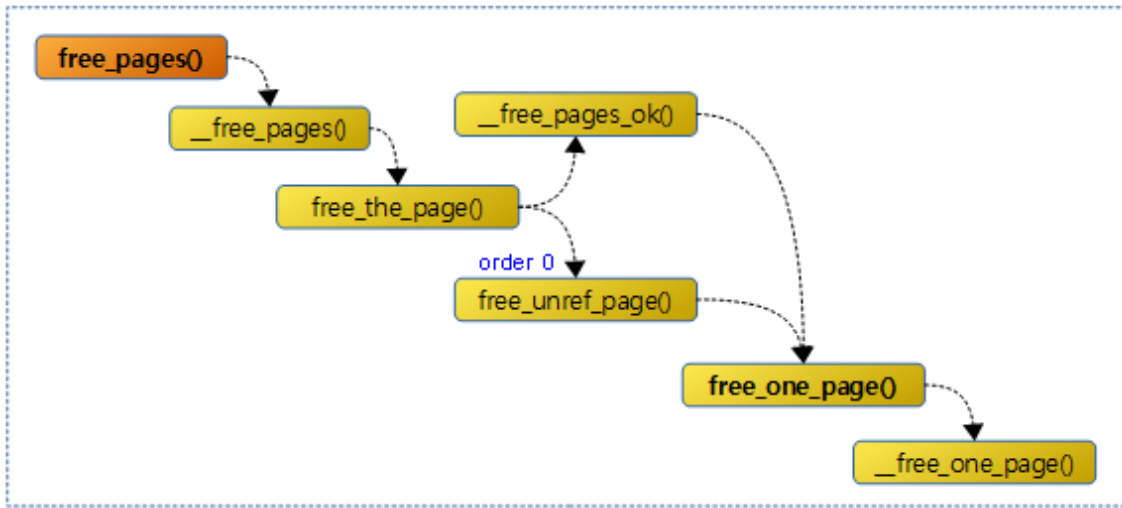 free_pages()
__free_pages()
__free_pages_ok()
free_the_page()
order 0
free_unref_page()
free_one_page()
__free_one_page()